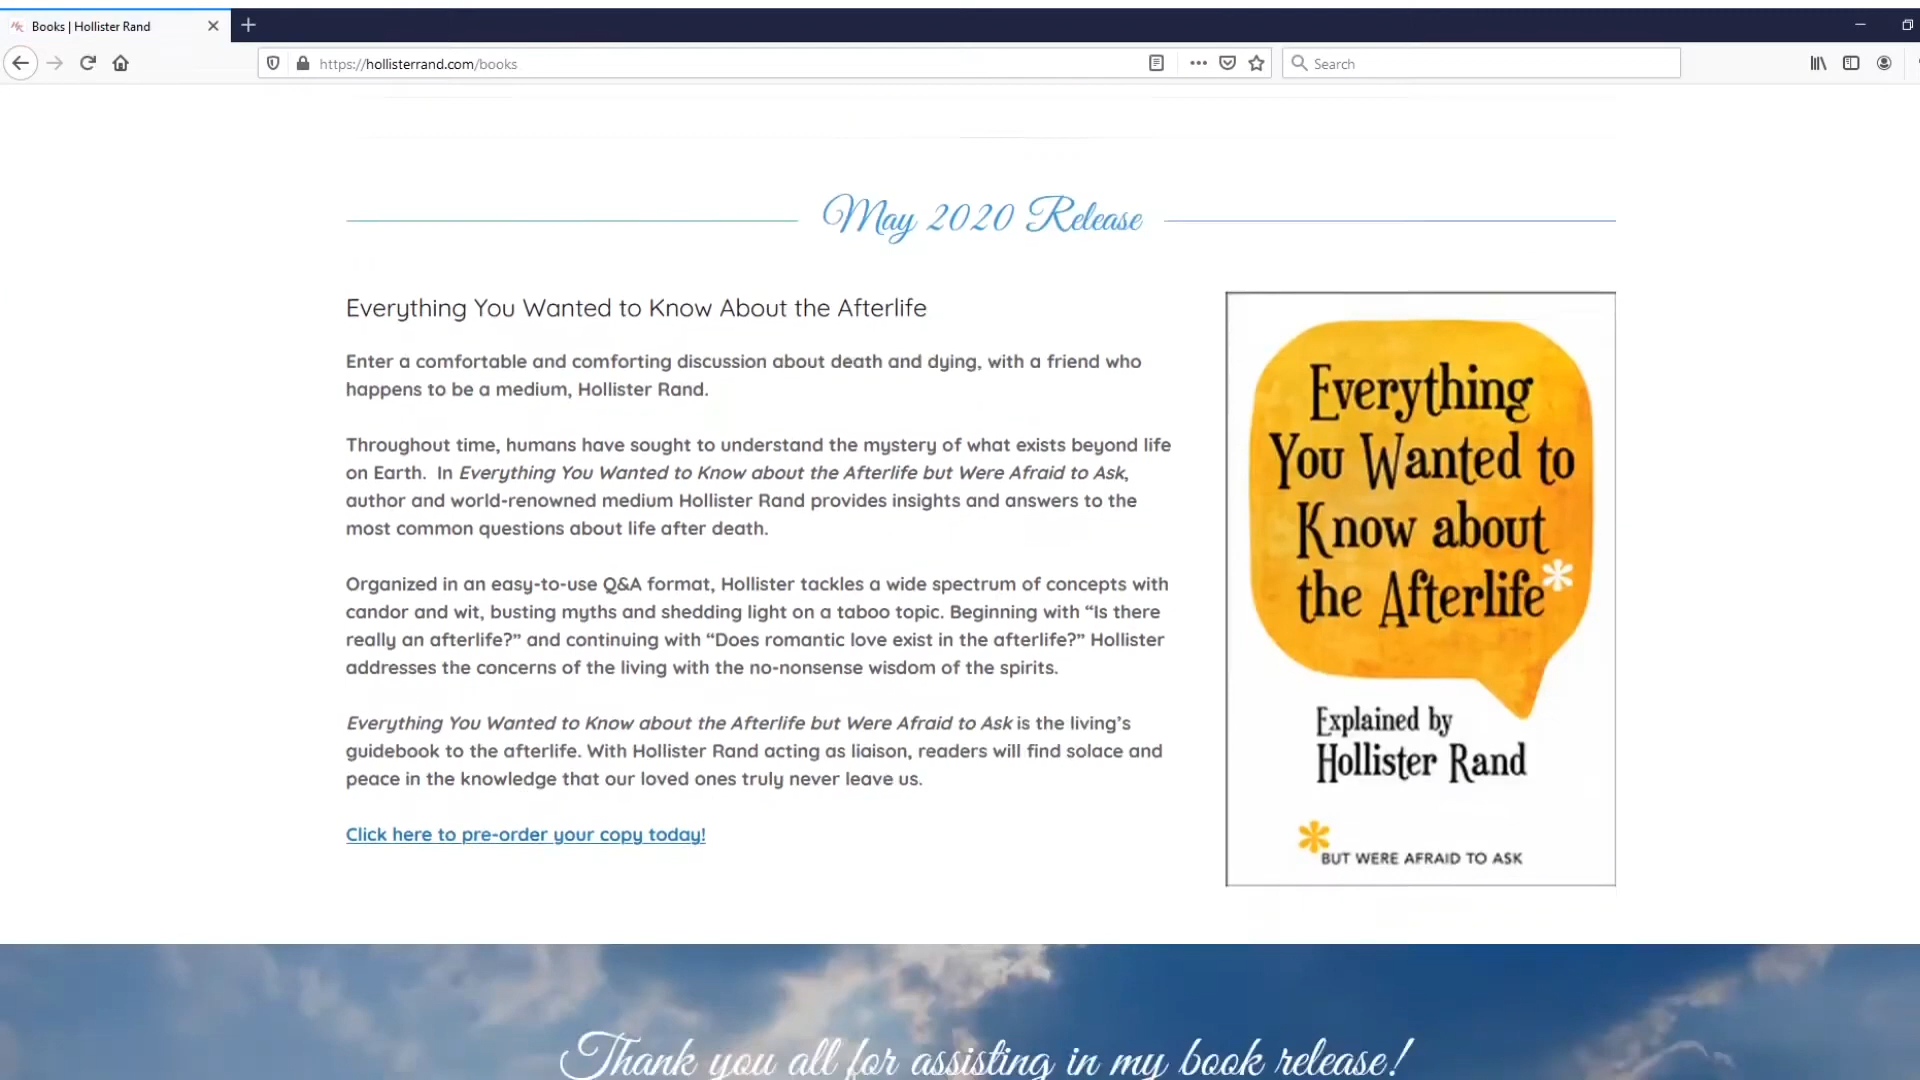 Books | Hollister Rand
https://hollisterrand.com/books
Search
May 2020 Release
Everything You Wanted to Know About the Afterlife
Enter a comfortable and comforting discussion about death and dying, with a friend who
happens to be a medium, Hollister Rand.
Throughout time, humans have sought to understand the mystery of what exists beyond life
on Earth. In Everything You Wanted to Know about the Afterlife but Were Afraid to Ask,
author and world-renowned medium Hollister Rand provides insights and answers to the
most common questions about life after death.
Organized in an easy-to-use Q&A format, Hollister tackles a wide spectrum of concepts with
candor and wit, busting myths and shedding light on a taboo topic. Beginning with “Is there
really an afterlife?” and continuing with “Does romantic love exist in the afterlife?” Hollister
addresses the concerns of the living with the no-nonsense wisdom of the spirits.
Everything You Wanted to Know about the Afterlife but Were Afraid to Ask is the living’s
guidebook to the afterlife. With Hollister Rand acting as liaison, readers will find solace and
peace in the knowledge that our loved ones truly never leave us.
Click here to pre-order your copy today!
Everything
You Wanted to
Know about
the Afterlife*
Explained by
Hollister Rand
*BUT WERE AFRAID TO ASK
Thank you all for assisting in my book release!